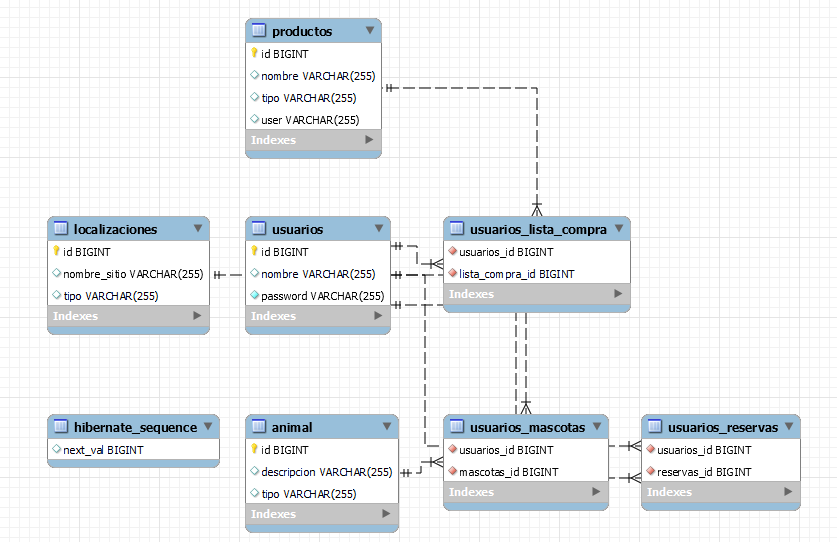 productos
id BIGINT
nombre VARCHAR(255)
tipo VARCHAR(255)
user VARCHAR(255)
Indexes
localizaciones
id BIGINT
nombre_sitio VARCHAR(255)
tipo VARCHAR(255)
Indexes
usuarios
id BIGINT
nombre VARCHAR(255)
password VARCHAR(255)
Indexes
usuarios_lista_compra
usuarios_id BIGINT
lista_compra_id BIGINT
Indexes
hibernate_sequence
next_val BIGINT
animal
id BIGINT
descripcion VARCHAR(255)
tipo VARCHAR(255)
Indexes
usuarios_mascotas
usuarios_id BIGINT
mascotas_id BIGINT
Indexes
usuarios_reservas
usuarios_id BIGINT
reservas_id BIGINT
Indexes